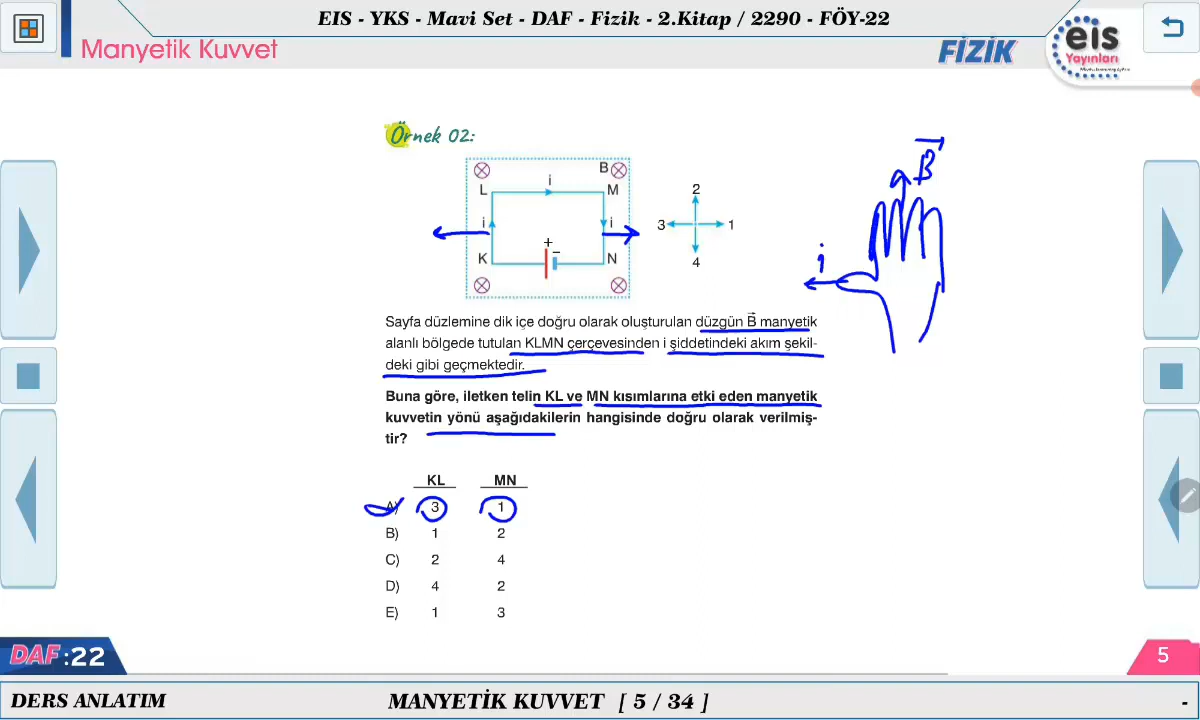 EIS - YKS - Mavi Set - DAF - Fizik - 2.Kitap / 2290 - FÖY-22
Manyetik Kuvvet
FİZİK
eis
Yayınları
Örnek 02:
B
L
i
M
i
i
+
-
K
N
2
3
1
4
B
i
Sayfa düzlemine dik içe doğru olarak oluşturulan düzgün B manyetik
alanlı bölgede tutulan KLMN çerçevesinden i şiddetindeki akım şekil-
deki gibi geçmektedir.
Buna göre, iletken telin KL ve MN kısımlarına etki eden manyetik
kuvvetin yönü aşağıdakilerin hangisinde doğru olarak verilmiş-
tir?
KL MN
A) 3 1
B) 1 2
C) 2 4
D) 4 2
E) 1 3
DAF :22
5
DERS ANLATIM
MANYETİK KUVVET [ 5 / 34 ]
-